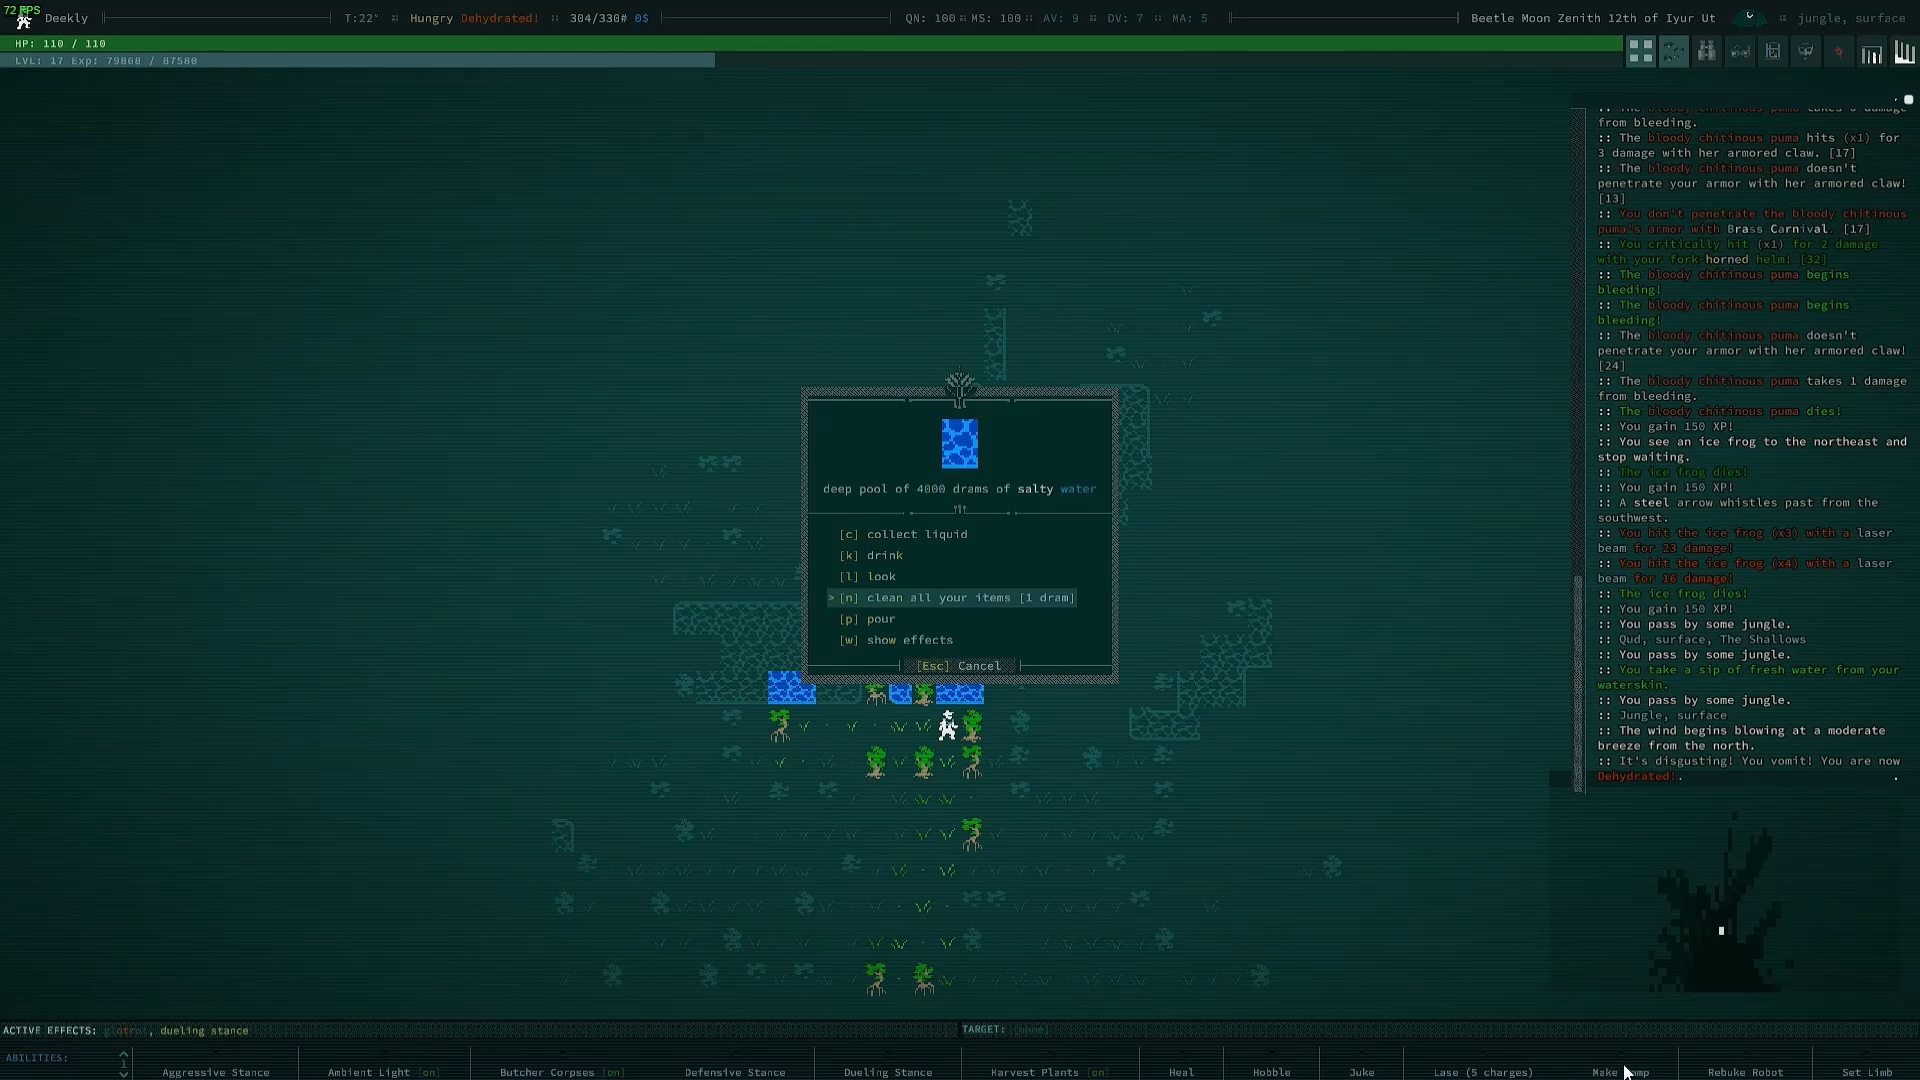 72 FPS
Deekly
T:22° :: Hungry Dehydrated! :: 304/330# 0$
QN: 100 :: MS: 100 :: AV: 9 :: DV: 7 :: MA: 5
Beetle Moon Zenith 12th of Iyur Ut :: jungle, surface
HP: 110 / 110
LVL: 17 Exp: 79868 / 87580
from bleeding.
:: The bloody chitinous puma hits (x1) for
3 damage with her armored claw. [17]
:: The bloody chitinous puma doesn't
penetrate your armor with her armored claw!
[13]
:: You don't penetrate the bloody chitinous
puma's armor with Brass Carnival. [17]
:: You critically hit (x1) for 2 damage
with your fork-horned helm! [32]
:: The bloody chitinous puma begins
bleeding!
:: The bloody chitinous puma begins
bleeding!
:: The bloody chitinous puma doesn't
penetrate your armor with her armored claw!
[24]
:: The bloody chitinous puma takes 1 damage
from bleeding.
:: The bloody chitinous puma dies!
:: You gain 150 XP!
:: You see an ice frog to the northeast and
stop waiting.
:: The ice frog dies!
:: You gain 150 XP!
:: A steel arrow whistles past from the
southwest.
:: You hit the ice frog (x3) with a laser
beam for 23 damage!
:: You hit the ice frog (x4) with a laser
beam for 16 damage!
:: The ice frog dies!
:: You gain 150 XP!
:: You pass by some jungle.
:: Qud, surface, The Shallows
:: You pass by some jungle.
:: You take a sip of fresh water from your
waterskin.
:: You pass by some jungle.
:: Jungle, surface
:: The wind begins blowing at a moderate
breeze from the north.
:: It's disgusting! You vomit! You are now
Dehydrated!.
deep pool of 4000 drams of salty water
[c] collect liquid
[k] drink
[l] look
> [n] clean all your items [1 dram]
[p] pour
[w] show effects
[Esc] Cancel
ACTIVE EFFECTS: glotrot, dueling stance
TARGET: [none]
ABILITIES:
1
Aggressive Stance
Ambient Light [on]
Butcher Corpses [on]
Defensive Stance
Dueling Stance
Harvest Plants [on]
Heal
Hobble
Juke
Lase (5 charges)
Make
Rebuke Robot
Set Limb